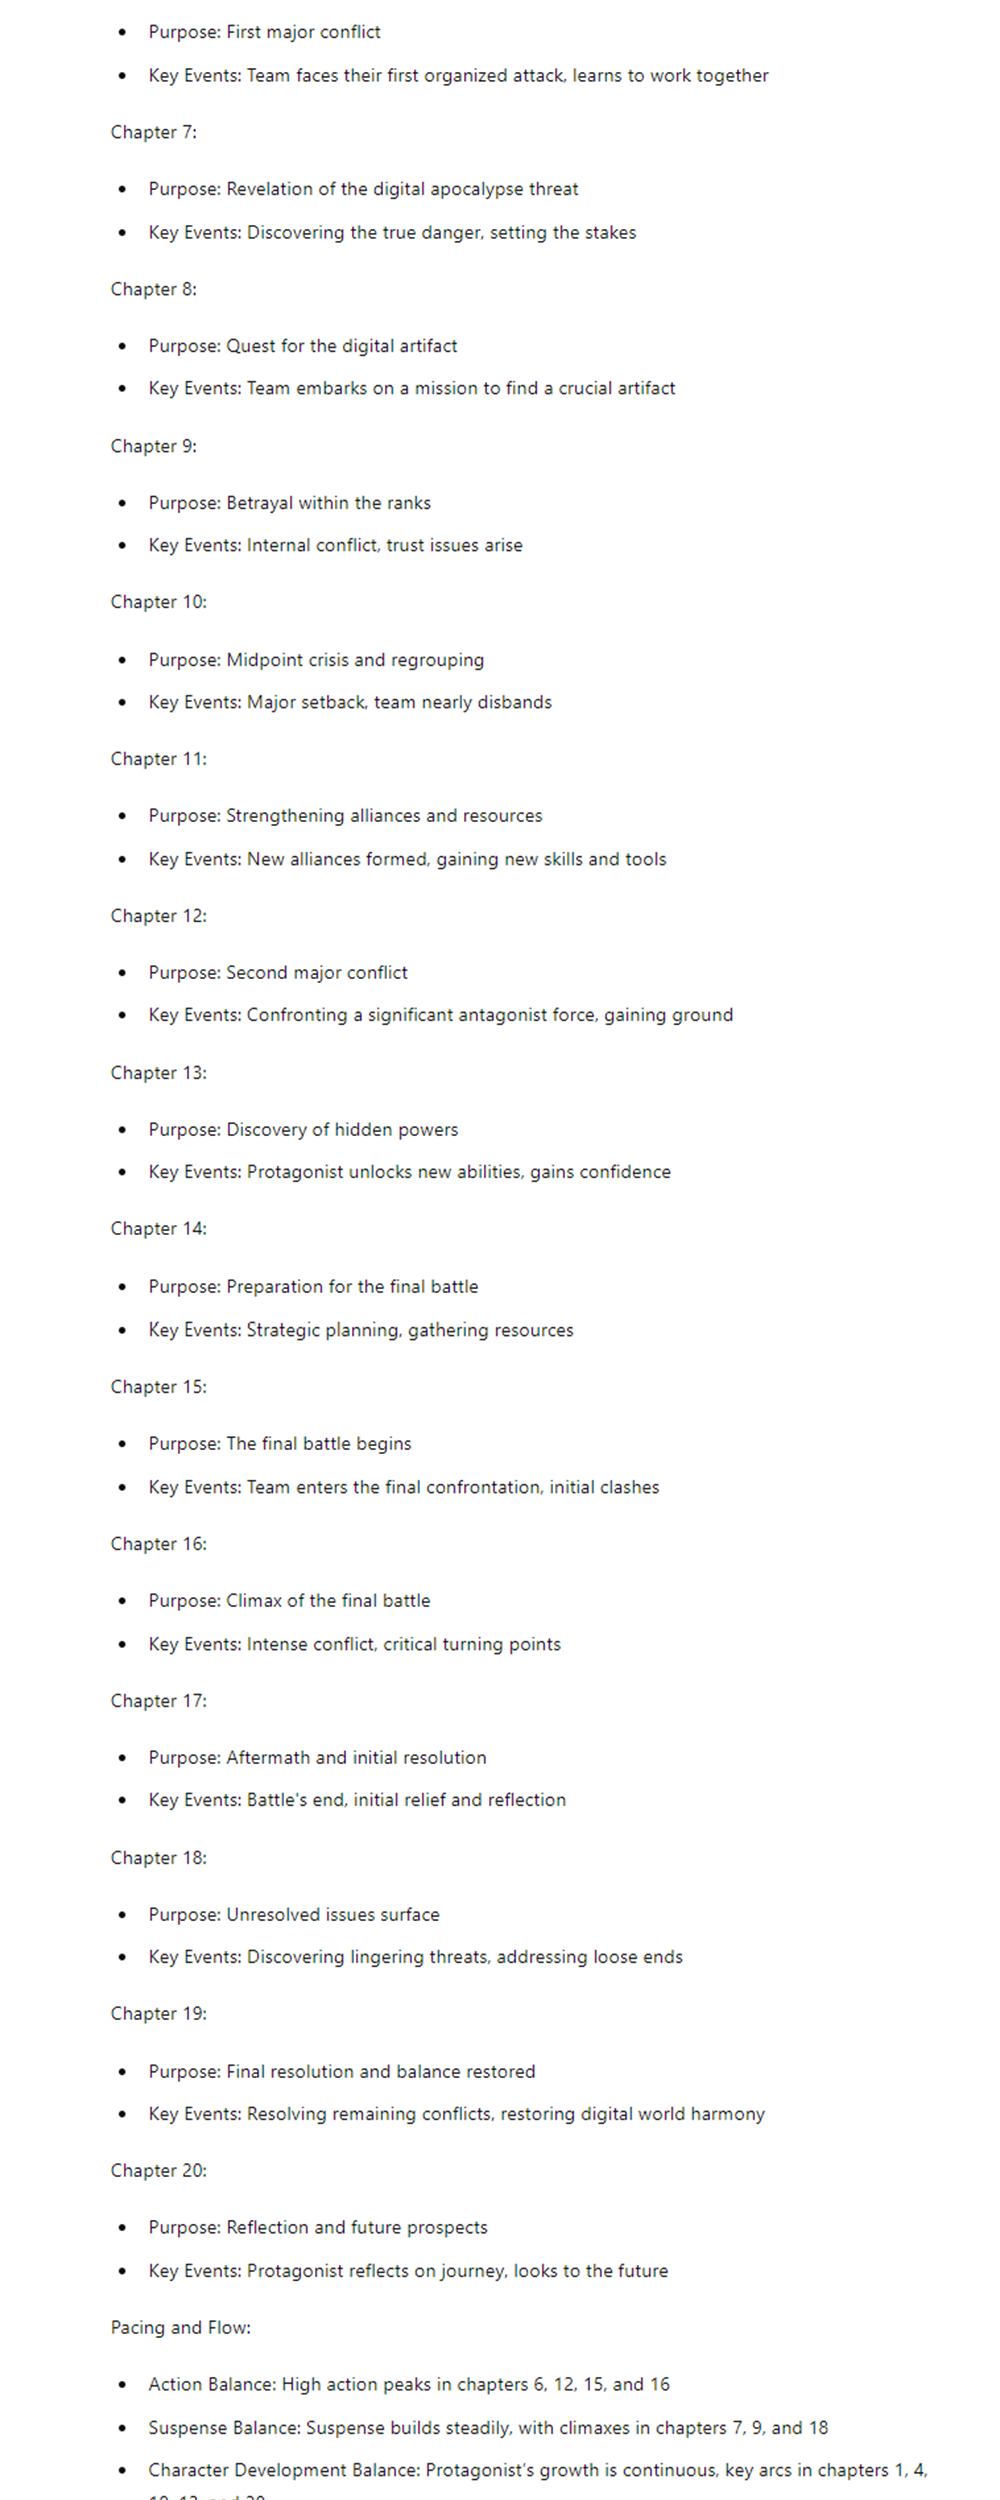 Purpose: First major conflict
Key Events: Team faces their first organized attack, learns to work together
Chapter 7:
Purpose: Revelation of the digital apocalypse threat
Key Events: Discovering the true danger, setting the stakes
Chapter 8:
Purpose: Quest for the digital artifact
Key Events: Team embarks on a mission to find a crucial artifact
Chapter 9:
Purpose: Betrayal within the ranks
Key Events: Internal conflict, trust issues arise
Chapter 10:
Purpose: Midpoint crisis and regrouping
Key Events: Major setback, team nearly disbands
Chapter 11:
Purpose: Strengthening alliances and resources
Key Events: New alliances formed, gaining new skills and tools
Chapter 12:
Purpose: Second major conflict
Key Events: Confronting a significant antagonist force, gaining ground
Chapter 13:
Purpose: Discovery of hidden powers
Key Events: Protagonist unlocks new abilities, gains confidence
Chapter 14:
Purpose: Preparation for the final battle
Key Events: Strategic planning, gathering resources
Chapter 15:
Purpose: The final battle begins
Key Events: Team enters the final confrontation, initial clashes
Chapter 16:
Purpose: Climax of the final battle
Key Events: Intense conflict, critical turning points
Chapter 17:
Purpose: Aftermath and initial resolution
Key Events: Battle's end, initial relief and reflection
Chapter 18:
Purpose: Unresolved issues surface
Key Events: Discovering lingering threats, addressing loose ends
Chapter 19:
Purpose: Final resolution and balance restored
Key Events: Resolving remaining conflicts, restoring digital world harmony
Chapter 20:
Purpose: Reflection and future prospects
Key Events: Protagonist reflects on journey, looks to the future
Pacing and Flow:
Action Balance: High action peaks in chapters 6, 12, 15, and 16
Suspense Balance: Suspense builds steadily, with climaxes in chapters 7, 9, and 18
Character Development Balance: Protagonist's growth is continuous, key arcs in chapters 1, 4,